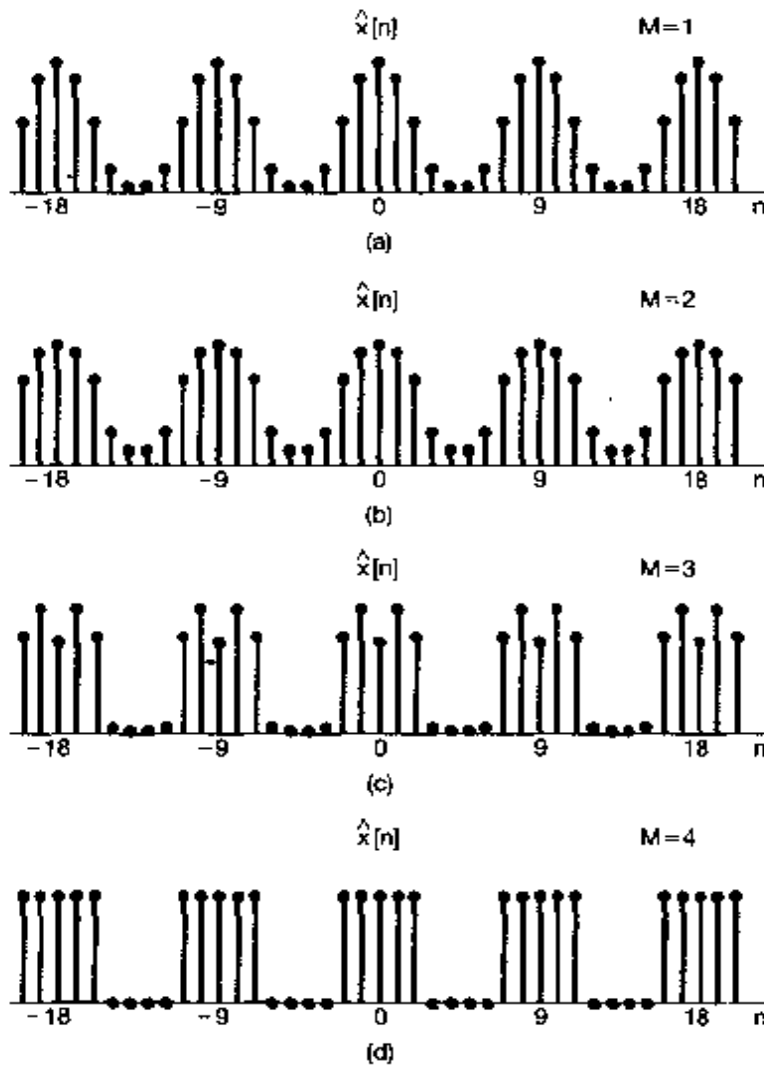 x̂[n] M=1
-18 -9 0 9 18 n
(a)
x̂[n] M=2
-18 -9 0 9 18 n
(b)
x̂[n] M=3
-18 -9 0 9 18 n
(c)
x̂[n] M=4
-18 -9 0 9 18 n
(d)